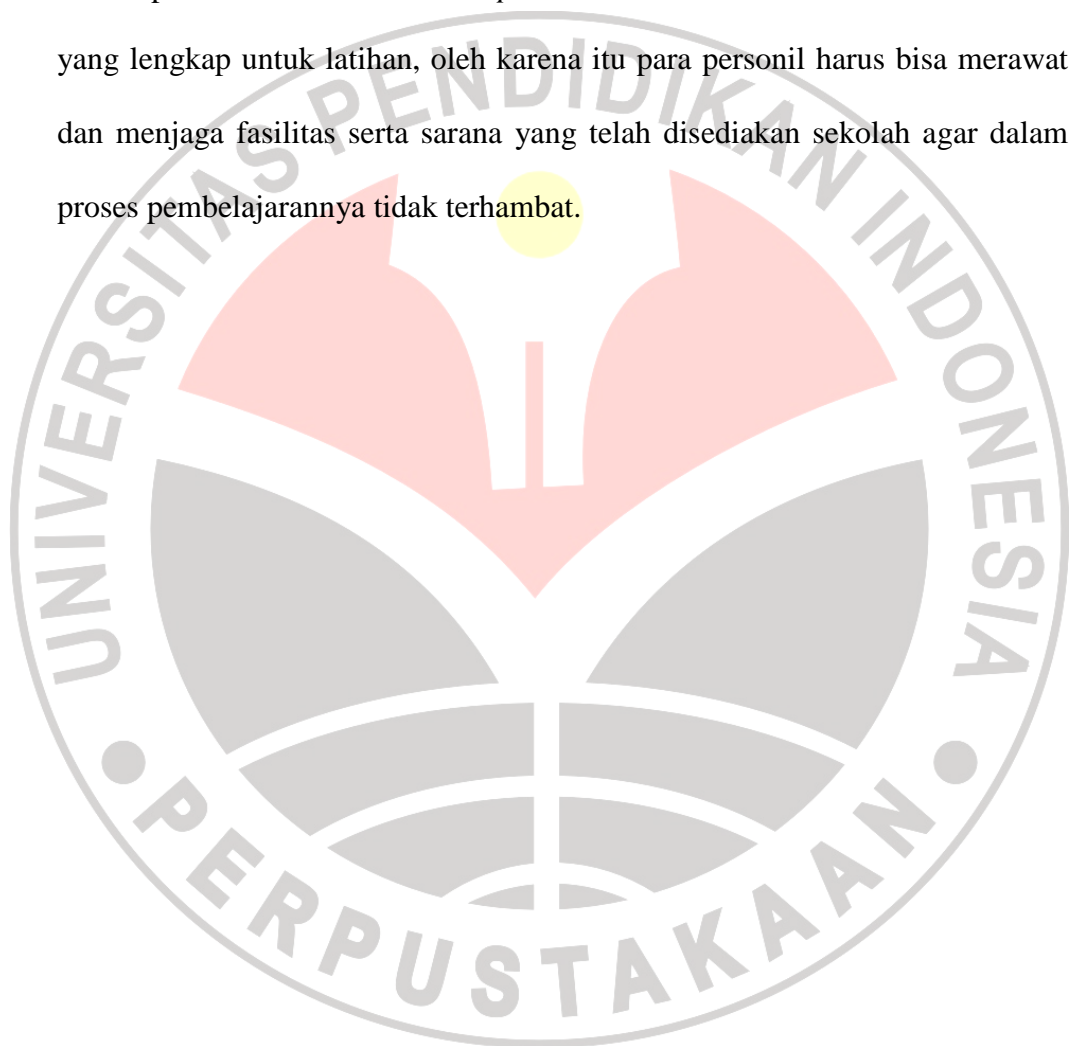 yang lengkap untuk latihan, oleh karena itu para personil harus bisa merawat
dan menjaga fasilitas serta sarana yang telah disediakan sekolah agar dalam
proses pembelajarannya tidak terhambat.
UNIVERSITAS PENDIDIKAN INDONESIA
PERPUSTAKAAN